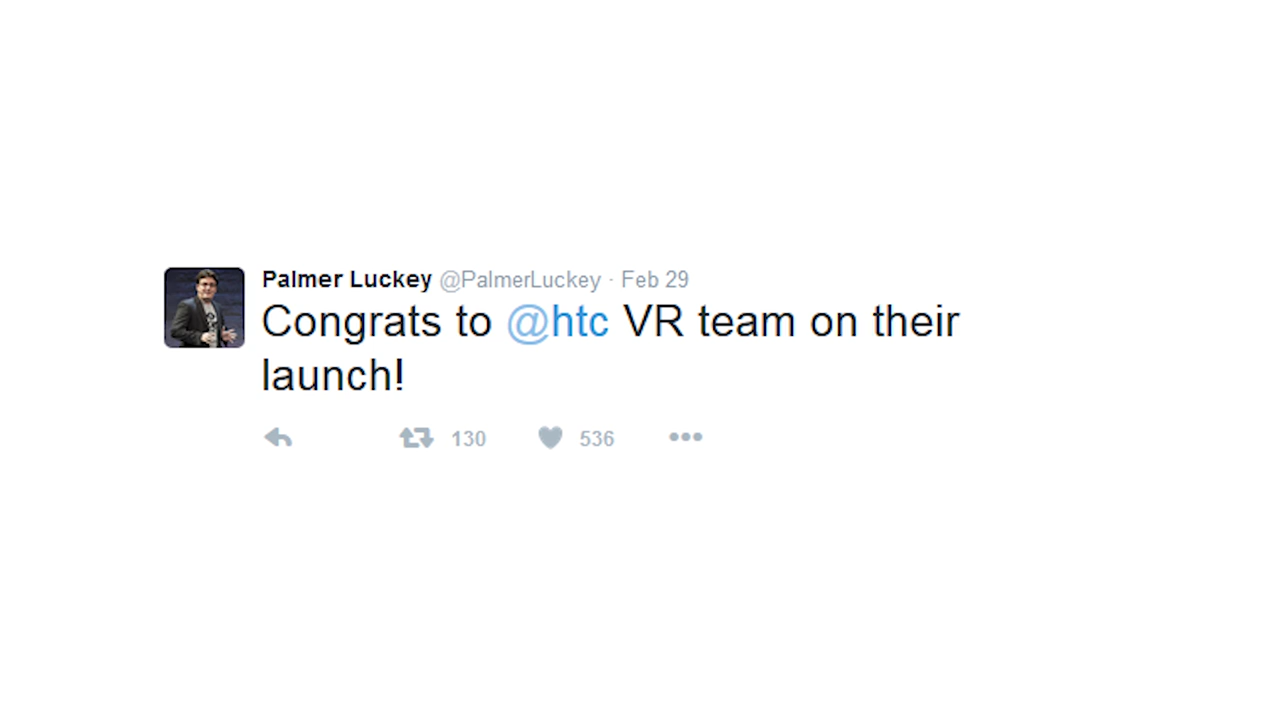 Palmer Luckey @PalmerLuckey · Feb 29
Congrats to @htc VR team on their
launch!
130 536 •••